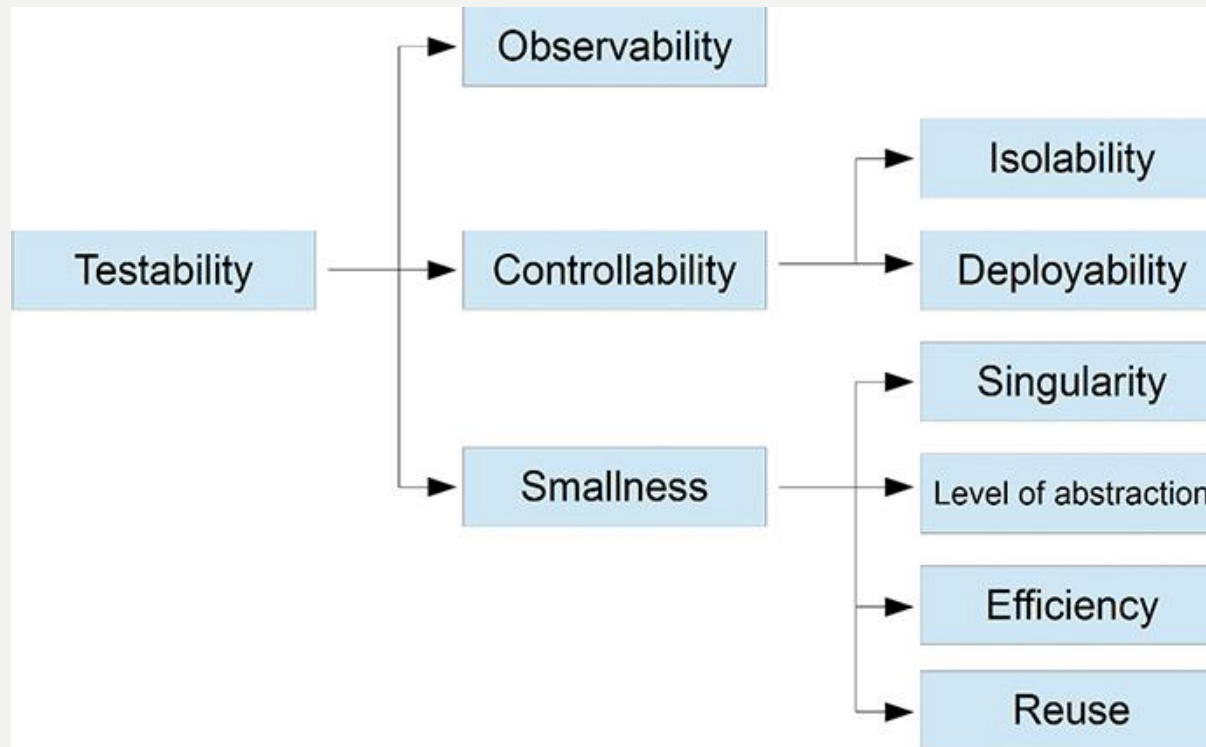 Observability
Isolability
Testability
Controllability
Deployability
Singularity
Smallness
Level of abstraction
Efficiency
Reuse